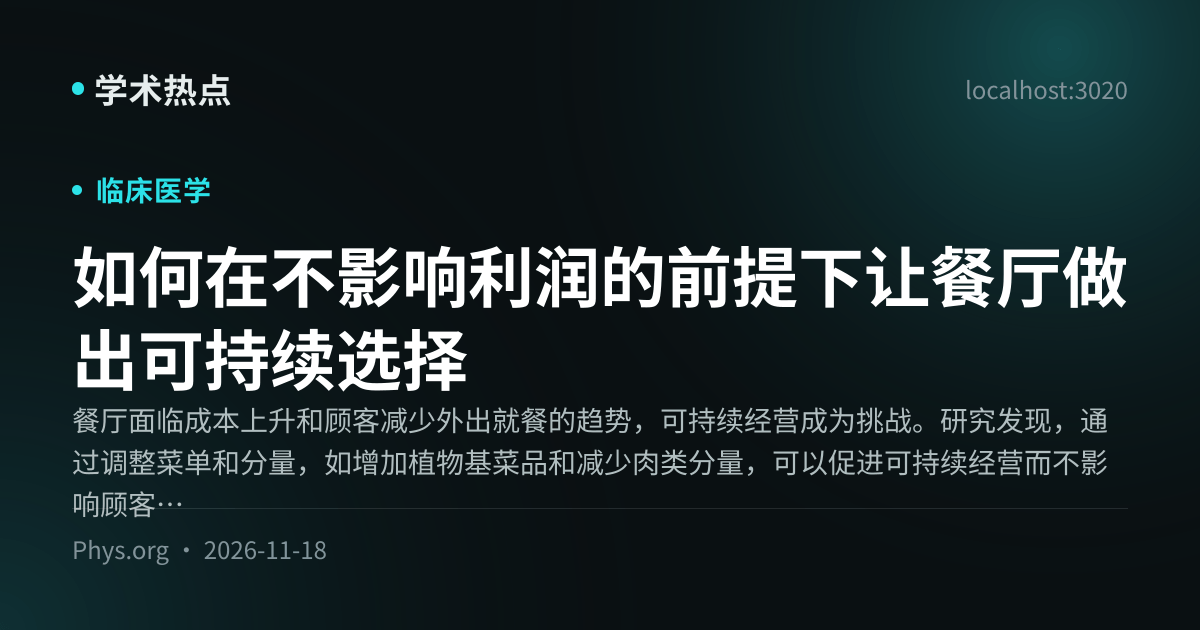 学术热点
localhost:3020
临床医学
如何在不影响利润的前提下让餐厅做
出可持续选择
餐厅面临成本上升和顾客减少外出就餐的趋势，可持续经营成为挑战。研究发现，通
过调整菜单和分量，如增加植物基菜品和减少肉类分量，可以促进可持续经营而不影
响顾客…
Phys.org • 2026-11-18